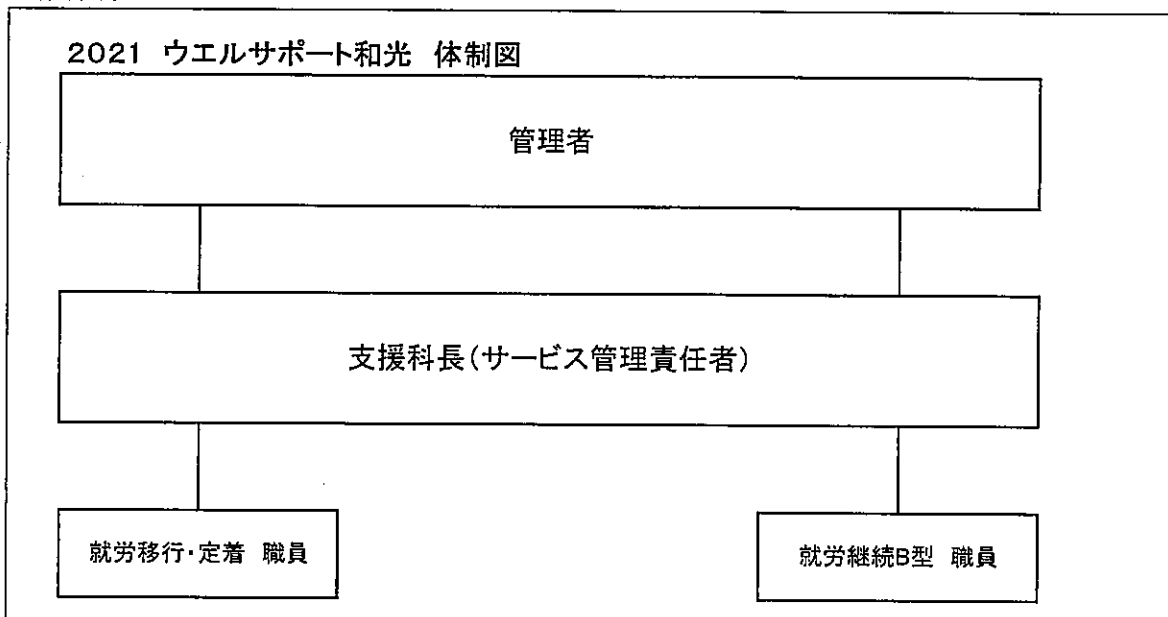 2021 ウエルサポート和光 体制図
管理者
支援科長(サービス管理責任者)
就労移行・定着 職員
就労継続B型 職員